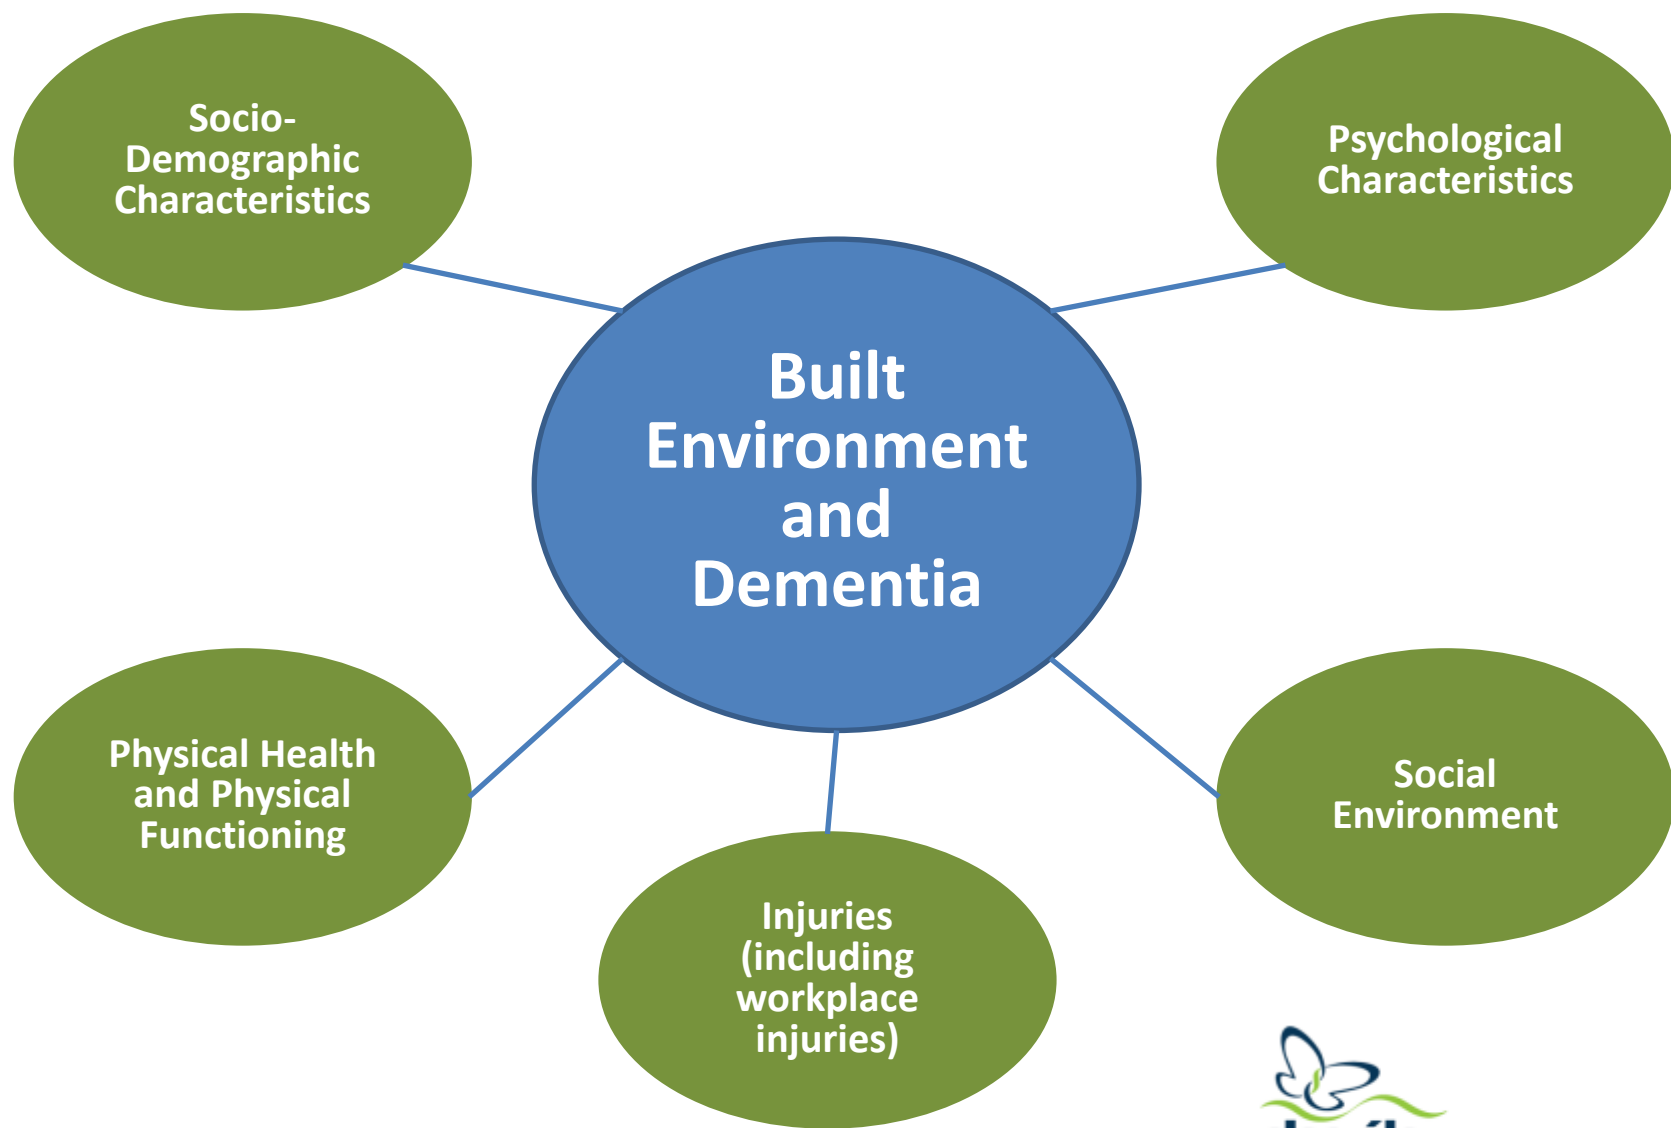 Socio-
Demographic
Characteristics
Psychological
Characteristics
Built
Environment
and
Dementia
Physical Health
and Physical
Functioning
Social
Environment
Injuries
(including
workplace
injuries)